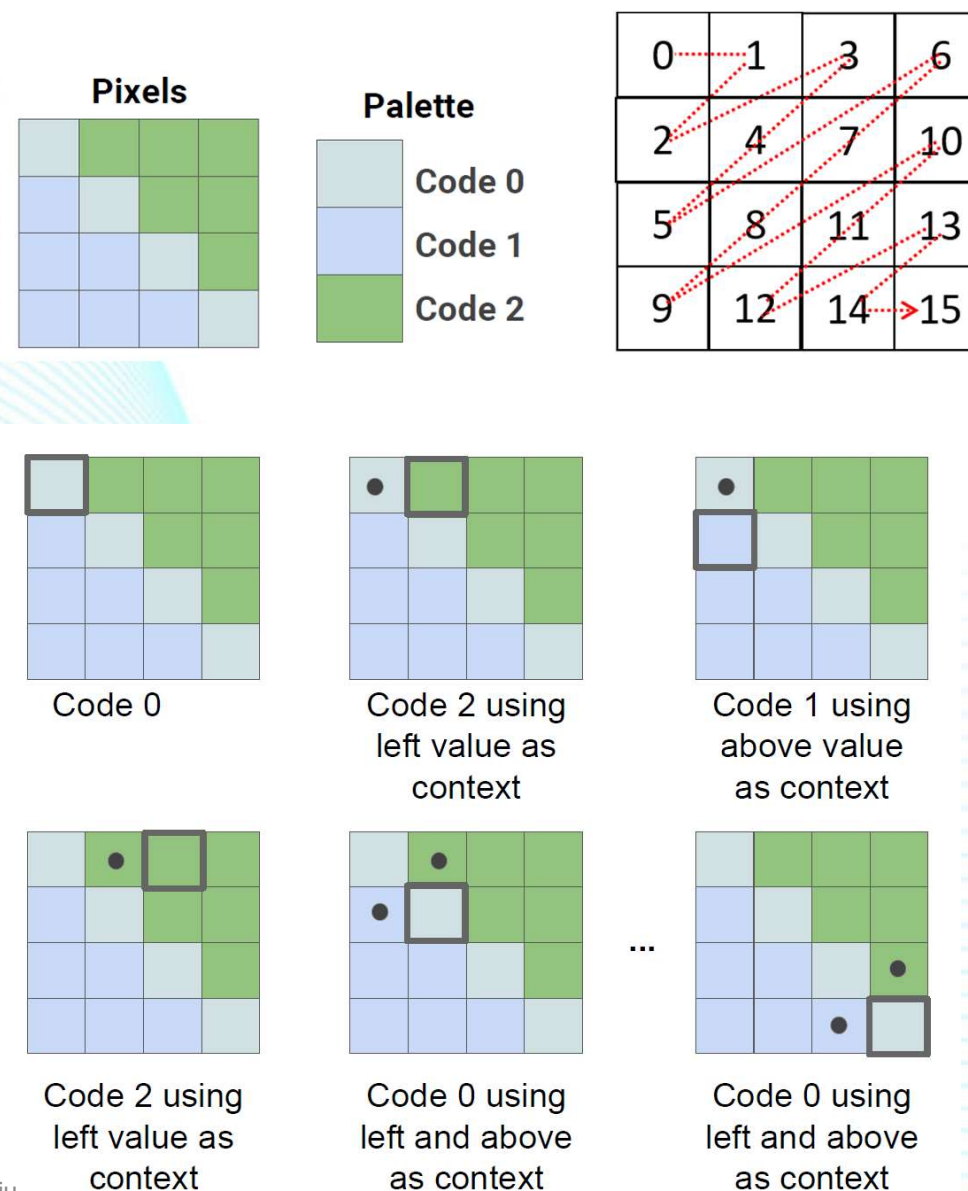 Pixels
Palette
Code 0
Code 1
Code 2
0 1 3 6
2 4 7 10
5 8 11 13
9 12 14 15
Code 0
Code 2 using
left value as
context
Code 1 using
above value
as context
...
Code 2 using
left value as
context
Code 0 using
left and above
as context
Code 0 using
left and above
as context